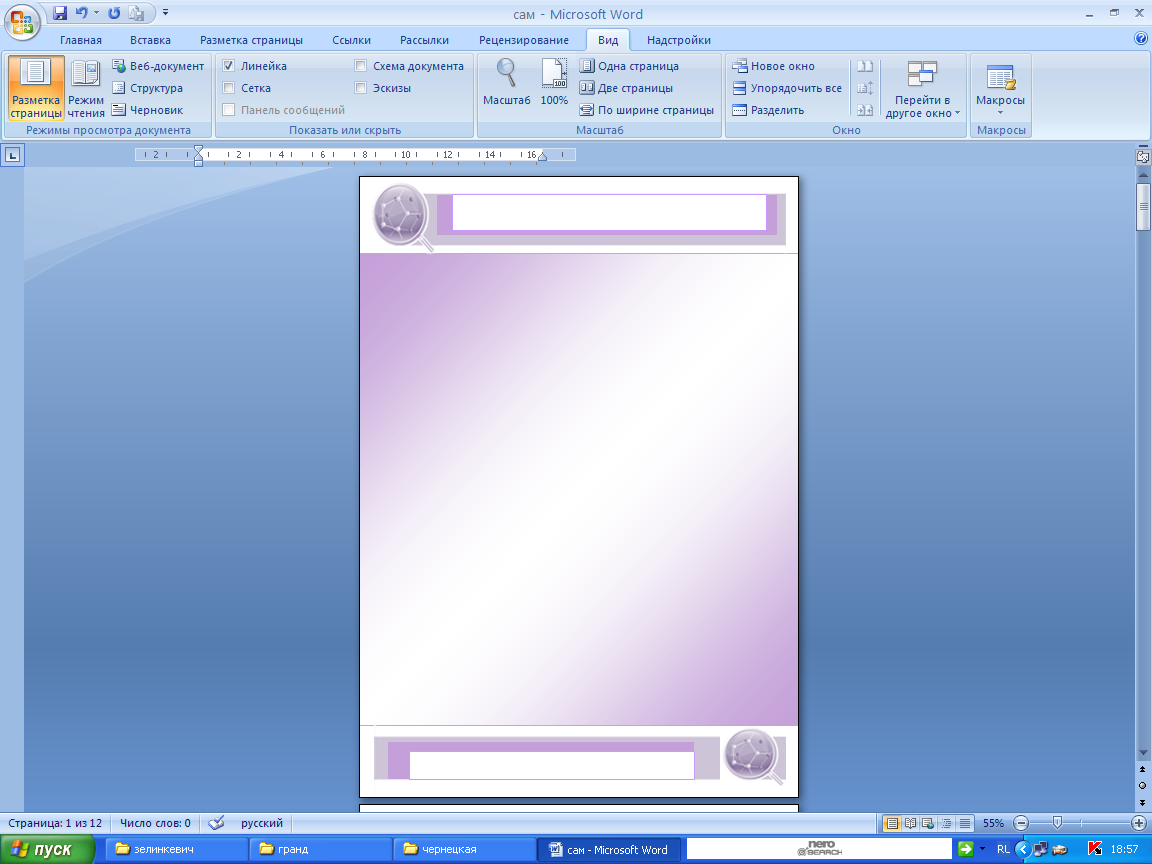 сам - Microsoft Word
Главная Вставка Разметка страницы Ссылки Рассылки Рецензирование Вид Надстройки
Разметка страницы
Режим чтения
Веб-документ
Структура
Черновик
Режимы просмотра документа
Линейка
Сетка
Панель сообщений
Схема документа
Эскизы
Показать или скрыть
Масштаб
100%
Одна страница
Две страницы
По ширине страницы
Масштаб
Новое окно
Упорядочить все
Разделить
Перейти в другое окно
Окно
Макросы
Макросы
2 2 4 6 8 10 12 14 16
Страница: 1 из 12 Число слов: 0 русский 55%
пуск зелинкевич гранд чернецкая сам - Microsoft Word nero SEARCH RL 18:57